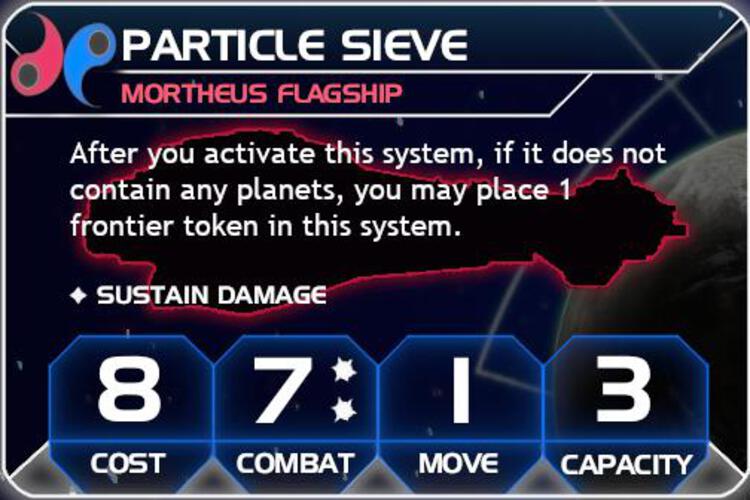 PARTICLE SIEVE
MORTHEUS FLAGSHIP
After you activate this system, if it does not
contain any planets, you may place 1
frontier token in this system.
SUSTAIN DAMAGE
8 7 1 3
COST COMBAT MOVE CAPACITY